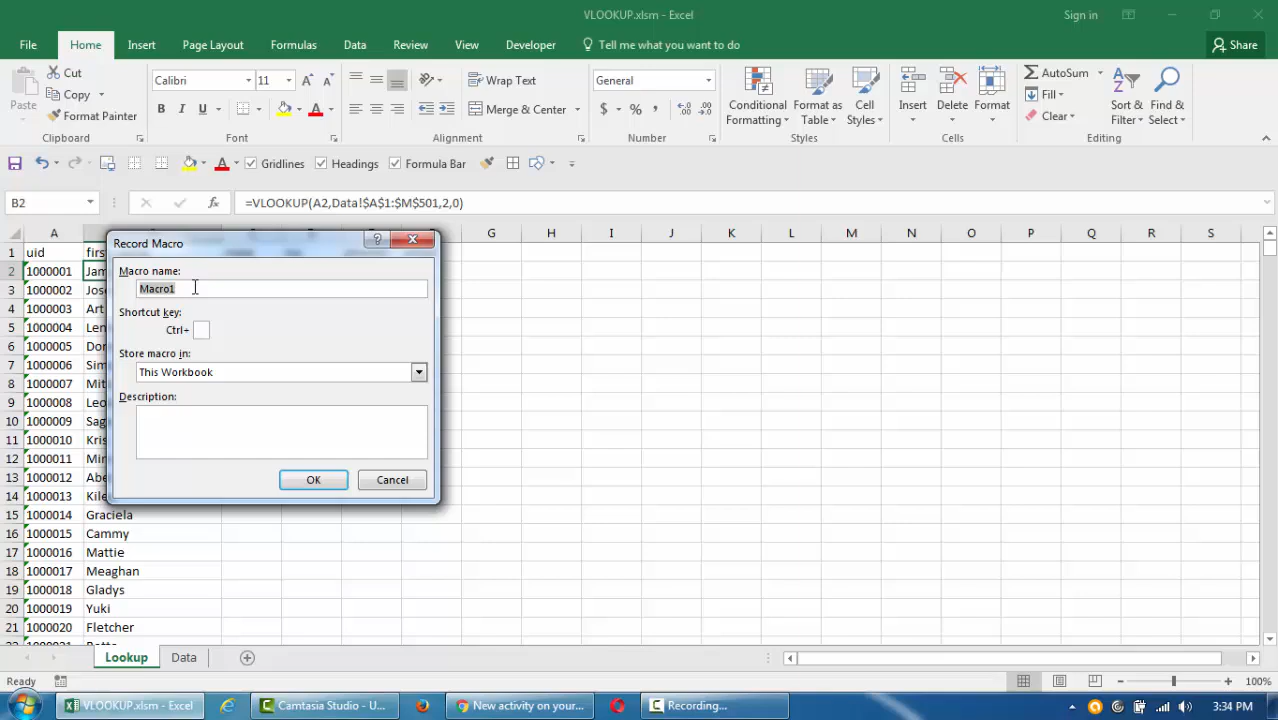 VLOOKUP.xlsm - Excel
Sign in
File Home Insert Page Layout Formulas Data Review View Developer Tell me what you want to do Share
Paste
Cut
Copy
Format Painter
Clipboard
Calibri 11
B I U
Font
Wrap Text
Merge & Center
Alignment
General
$ % ,
Number
Conditional Formatting
Format as Table
Cell Styles
Styles
Insert Delete Format
Cells
AutoSum
Fill
Clear
Sort & Filter
Find & Select
Editing
Gridlines Headings Formula Bar
B2 fx =VLOOKUP(A2,Data!$A$1:$M$501,2,0)
A G H I J K L M N O P Q R S
1 uid
2 1000001
3 1000002
4 1000003 Art
5 1000004
6 1000005
7 1000006
8 1000007
9 1000008
10 1000009
11 1000010
12 1000011
13 1000012
14 1000013
15 1000014 Graciela
16 1000015 Cammy
17 1000016 Mattie
18 1000017 Meaghan
19 1000018 Gladys
20 1000019 Yuki
21 1000020 Fletcher
Record Macro
Macro name:
Macro1
Shortcut key:
Ctrl+
Store macro in:
This Workbook
Description:
OK Cancel
Lookup Data
Ready 100%
VLOOKUP.xlsm - Excel Camtasia Studio - U... New activity on your... Recording... 3:34 PM